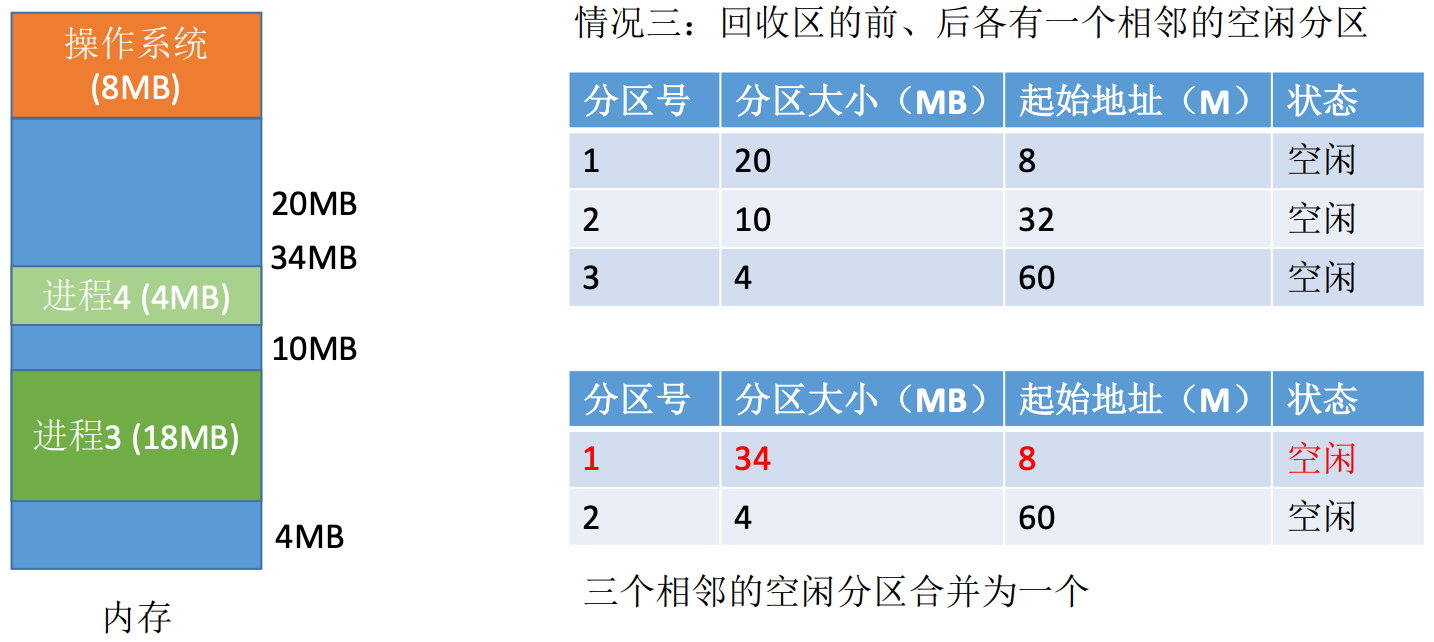 操作系统
(8MB)
20MB
34MB
进程4 (4MB)
10MB
进程3 (18MB)
4MB
内存
情况三：回收区的前、后各有一个相邻的空闲分区
分区号 分区大小（MB） 起始地址（M） 状态
1 20 8 空闲
2 10 32 空闲
3 4 60 空闲
分区号 分区大小（MB） 起始地址（M） 状态
1 34 8 空闲
2 4 60 空闲
三个相邻的空闲分区合并为一个